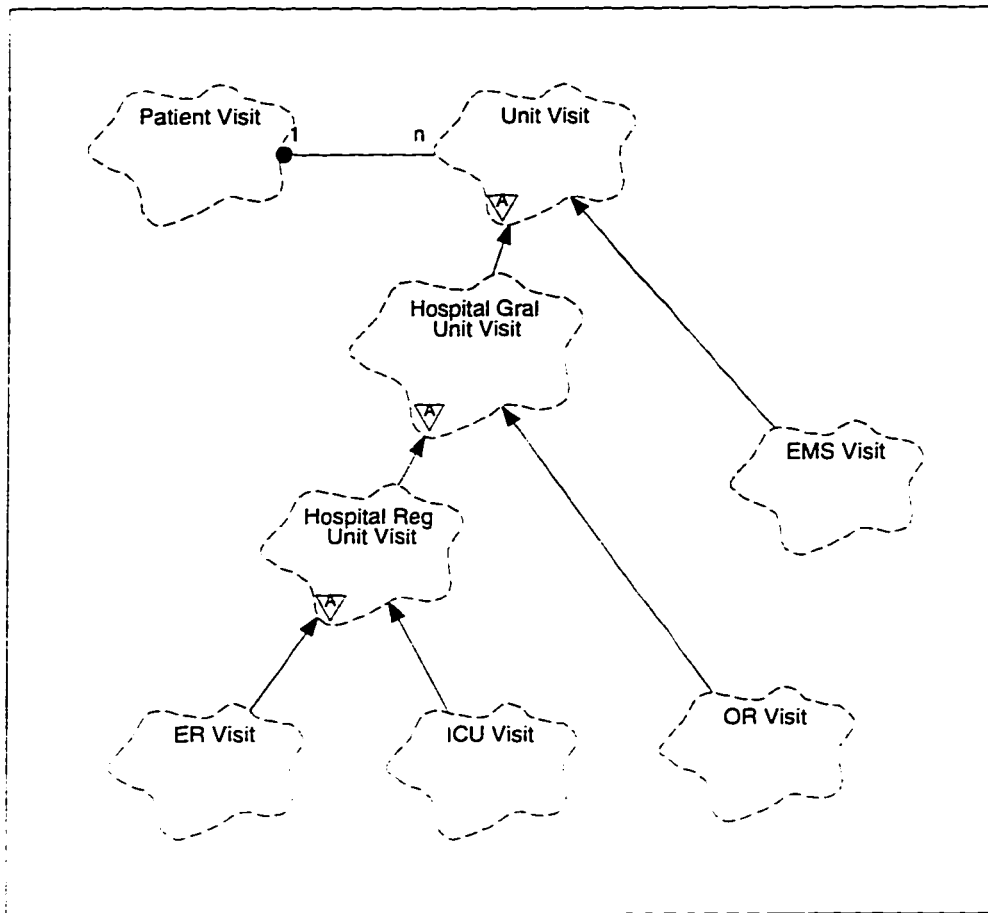 Patient Visit
Unit Visit
1
n
A
Hospital Gral
Unit Visit
A
EMS Visit
Hospital Reg
Unit Visit
A
ER Visit
ICU Visit
OR Visit